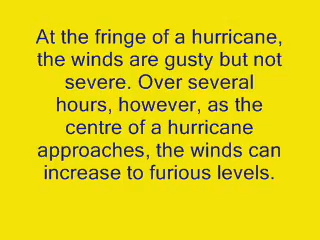 At the fringe of a hurricane,
the winds are gusty but not
severe. Over several
hours, however, as the
centre of a hurricane
approaches, the winds can
increase to furious levels.